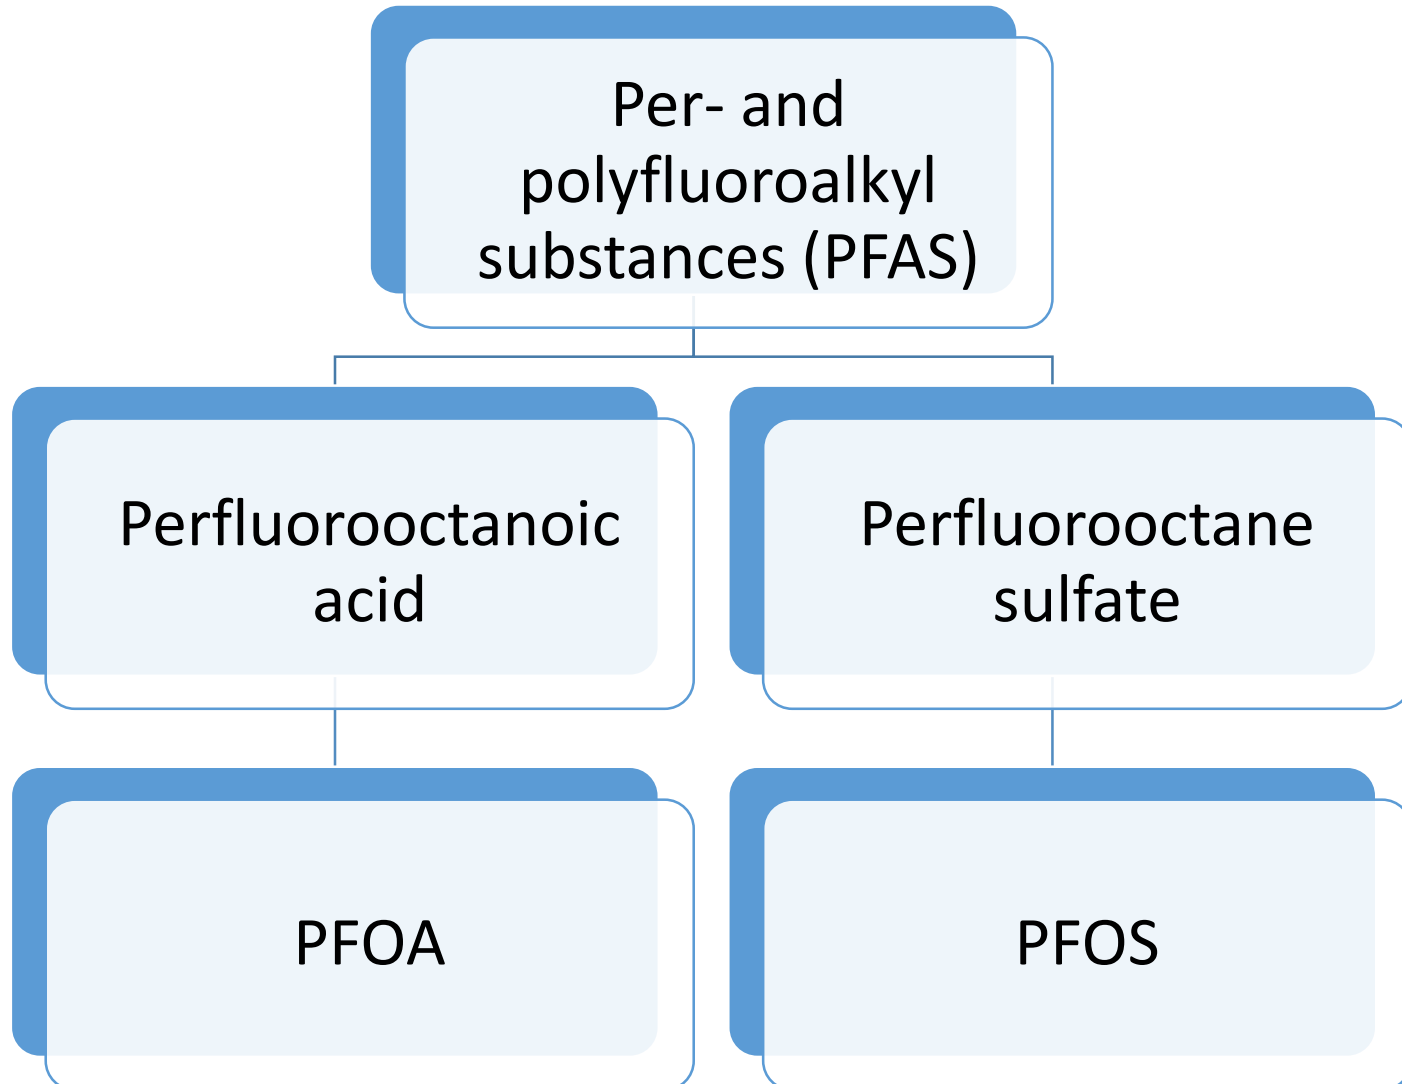 Per- and
polyfluoroalkyl
substances (PFAS)
Perfluorooctanoic
acid
Perfluorooctane
sulfate
PFOA
PFOS